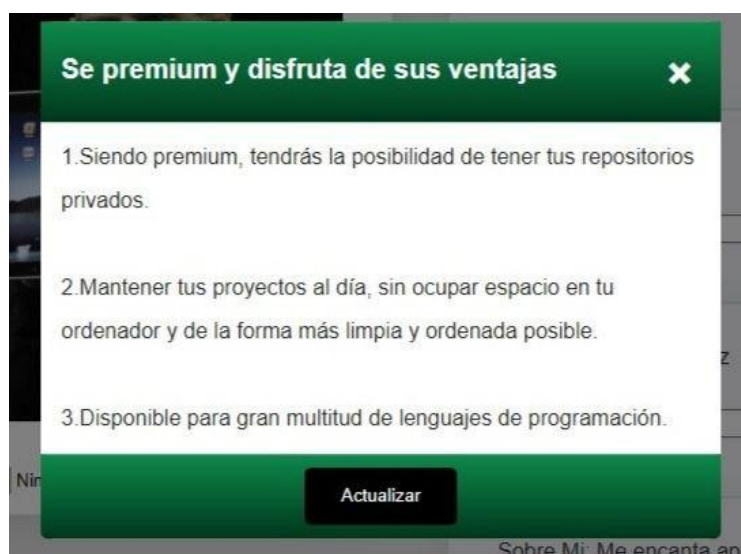 Se premium y disfruta de sus ventajas
1.Siendo premium, tendrás la posibilidad de tener tus repositorios
privados.
2.Mantener tus proyectos al día, sin ocupar espacio en tu
ordenador y de la forma más limpia y ordenada posible.
z
3.Disponible para gran multitud de lenguajes de programación.
Nin
Actualizar
Sobre Mi: Me encanta ap